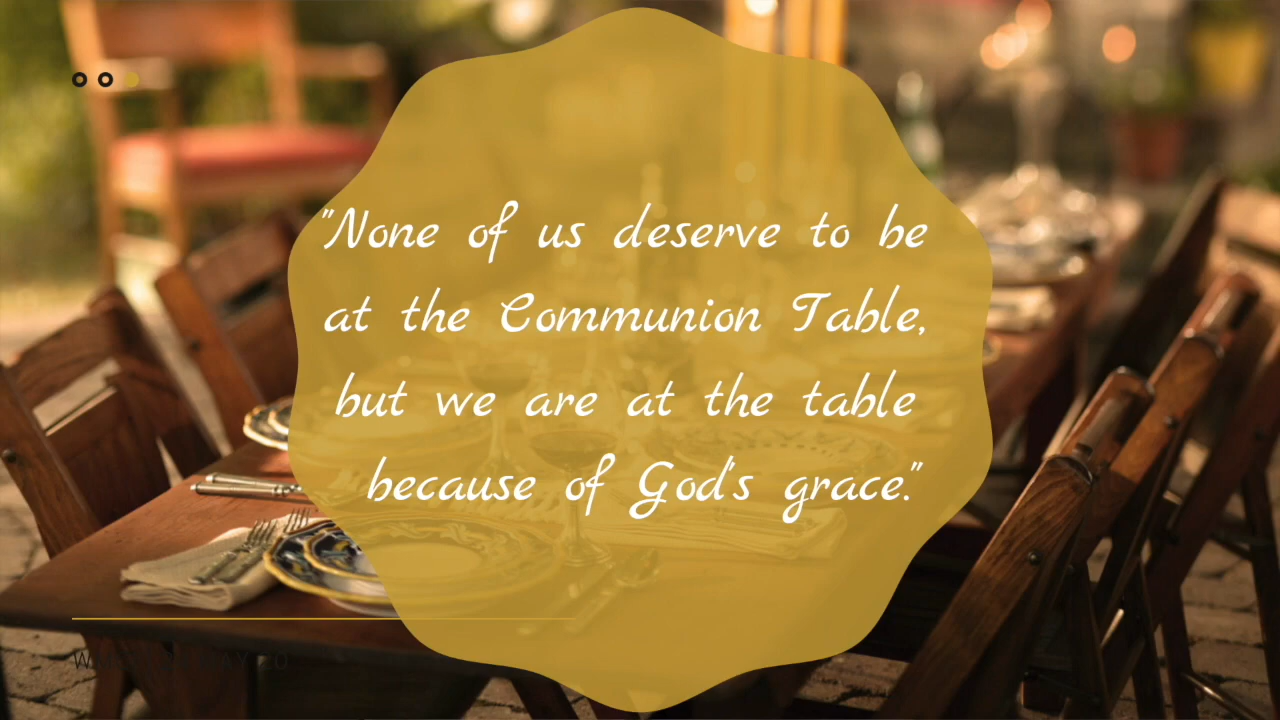 "None of us deserve to be
at the Communion Table,
but we are at the table
because of God's grace."